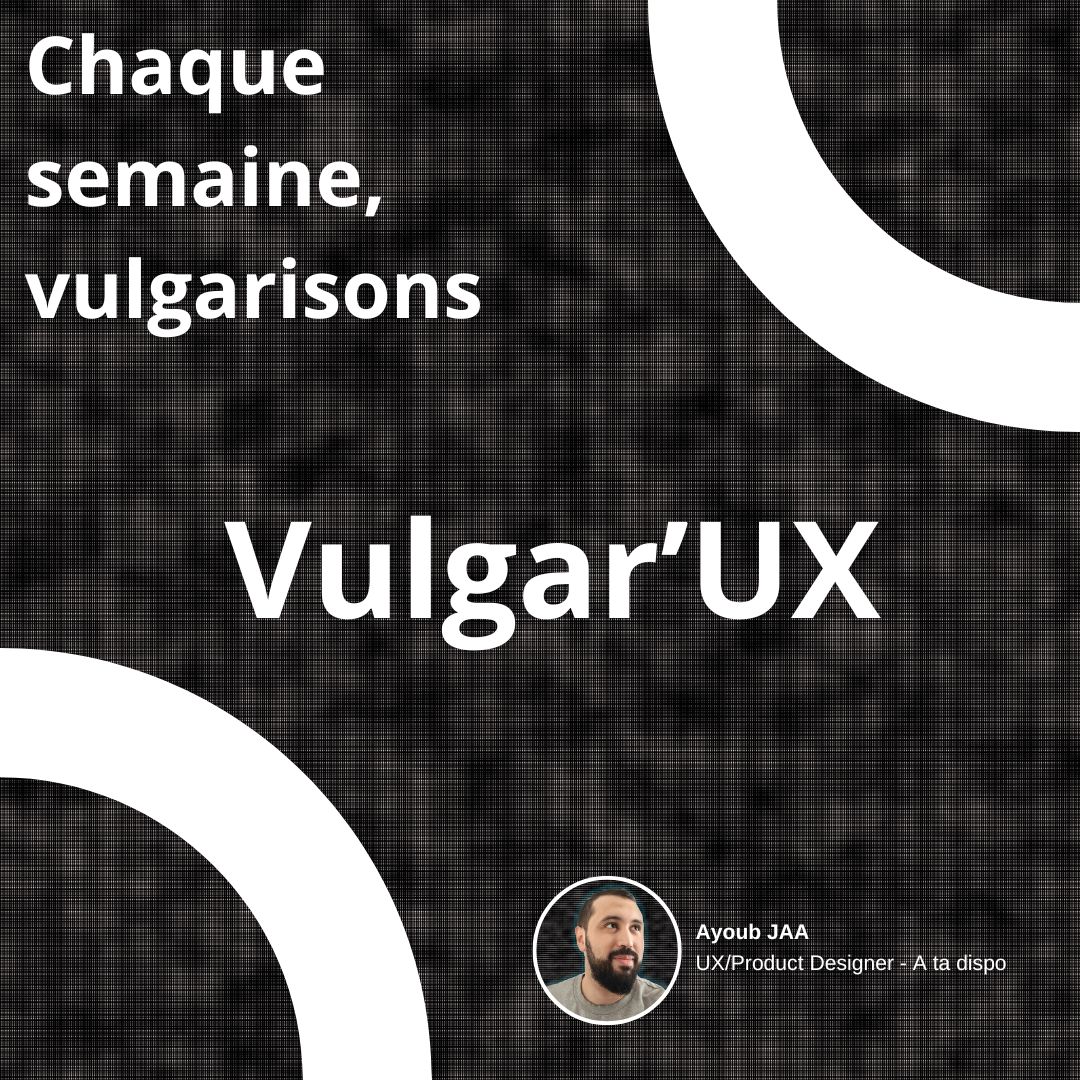 Chaque
semaine,
vulgarisons
Vulgar’UX
Ayoub JAA
UX/Product Designer - A ta dispo